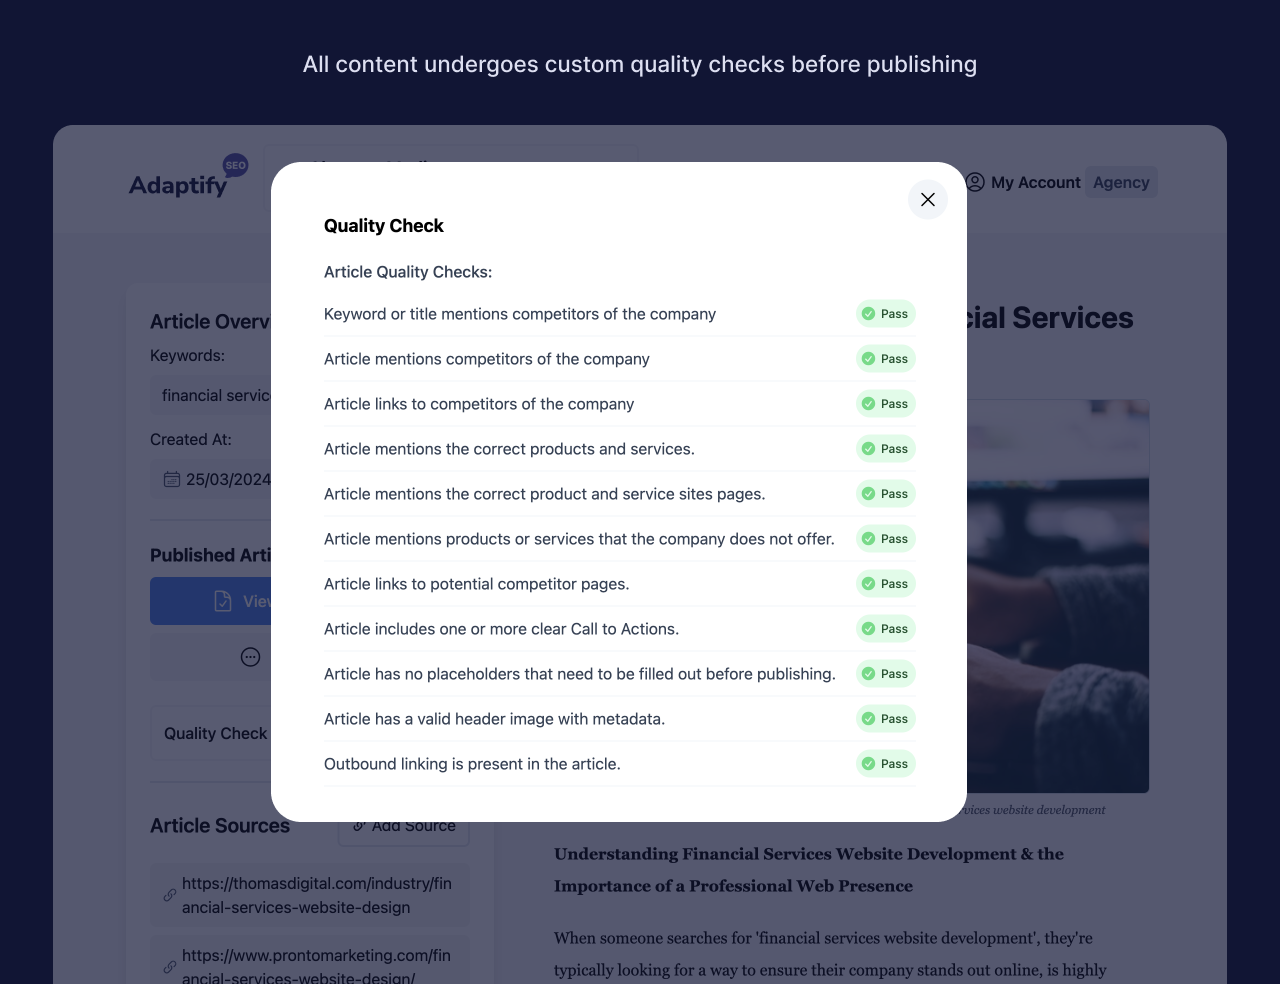 All content undergoes custom quality checks before publishing
Adaptify
SEO
My Account
Agency
Quality Check
Article Quality Checks:
Keyword or title mentions competitors of the company
Pass
Article mentions competitors of the company
Pass
Article links to competitors of the company
Pass
Article mentions the correct products and services.
Pass
Article mentions the correct product and service sites pages.
Pass
Article mentions products or services that the company does not offer.
Pass
Article links to potential competitor pages.
Pass
Article includes one or more clear Call to Actions.
Pass
Article has no placeholders that need to be filled out before publishing.
Pass
Article has a valid header image with metadata.
Pass
Outbound linking is present in the article.
Pass
Article
Keywords:
financial
Created At:
25/03/2024
Published
Quality Check
Article Sources
Add Source
https://thomasdigital.com/industry/fin
ancial-services-website-design
https://www.prontomarketing.com/fin
ancial-services-website-design/
Services
website development
Understanding Financial Services Website Development & the
Importance of a Professional Web Presence
When someone searches for 'financial services website development', they're
typically looking for a way to ensure their company stands out online, is highly